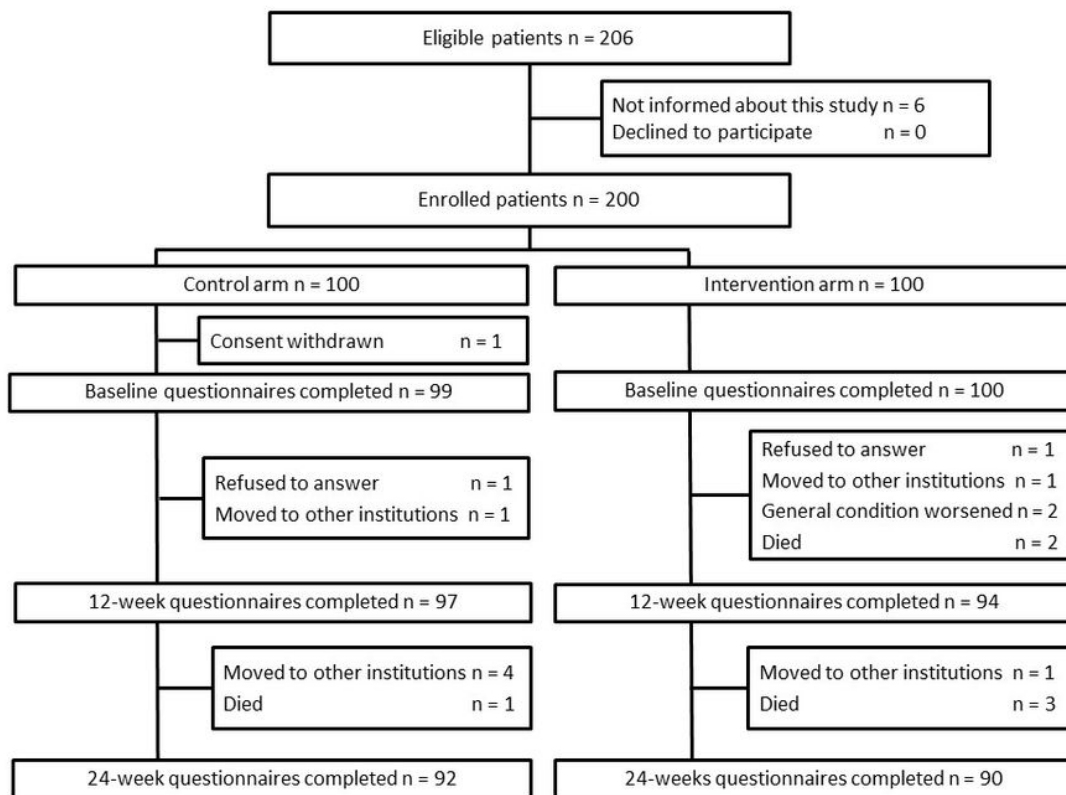 Eligible patients n = 206
Not informed about this study n = 6
Declined to participate n = 0
Enrolled patients n = 200
Control arm n = 100
Intervention arm n = 100
Consent withdrawn n = 1
Baseline questionnaires completed n = 99
Baseline questionnaires completed n = 100
Refused to answer n = 1
Moved to other institutions n = 1
Refused to answer n = 1
Moved to other institutions n = 1
General condition worsened n = 2
Died n = 2
12-week questionnaires completed n = 97
12-week questionnaires completed n = 94
Moved to other institutions n = 4
Died n = 1
Moved to other institutions n = 1
Died n = 3
24-week questionnaires completed n = 92
24-weeks questionnaires completed n = 90